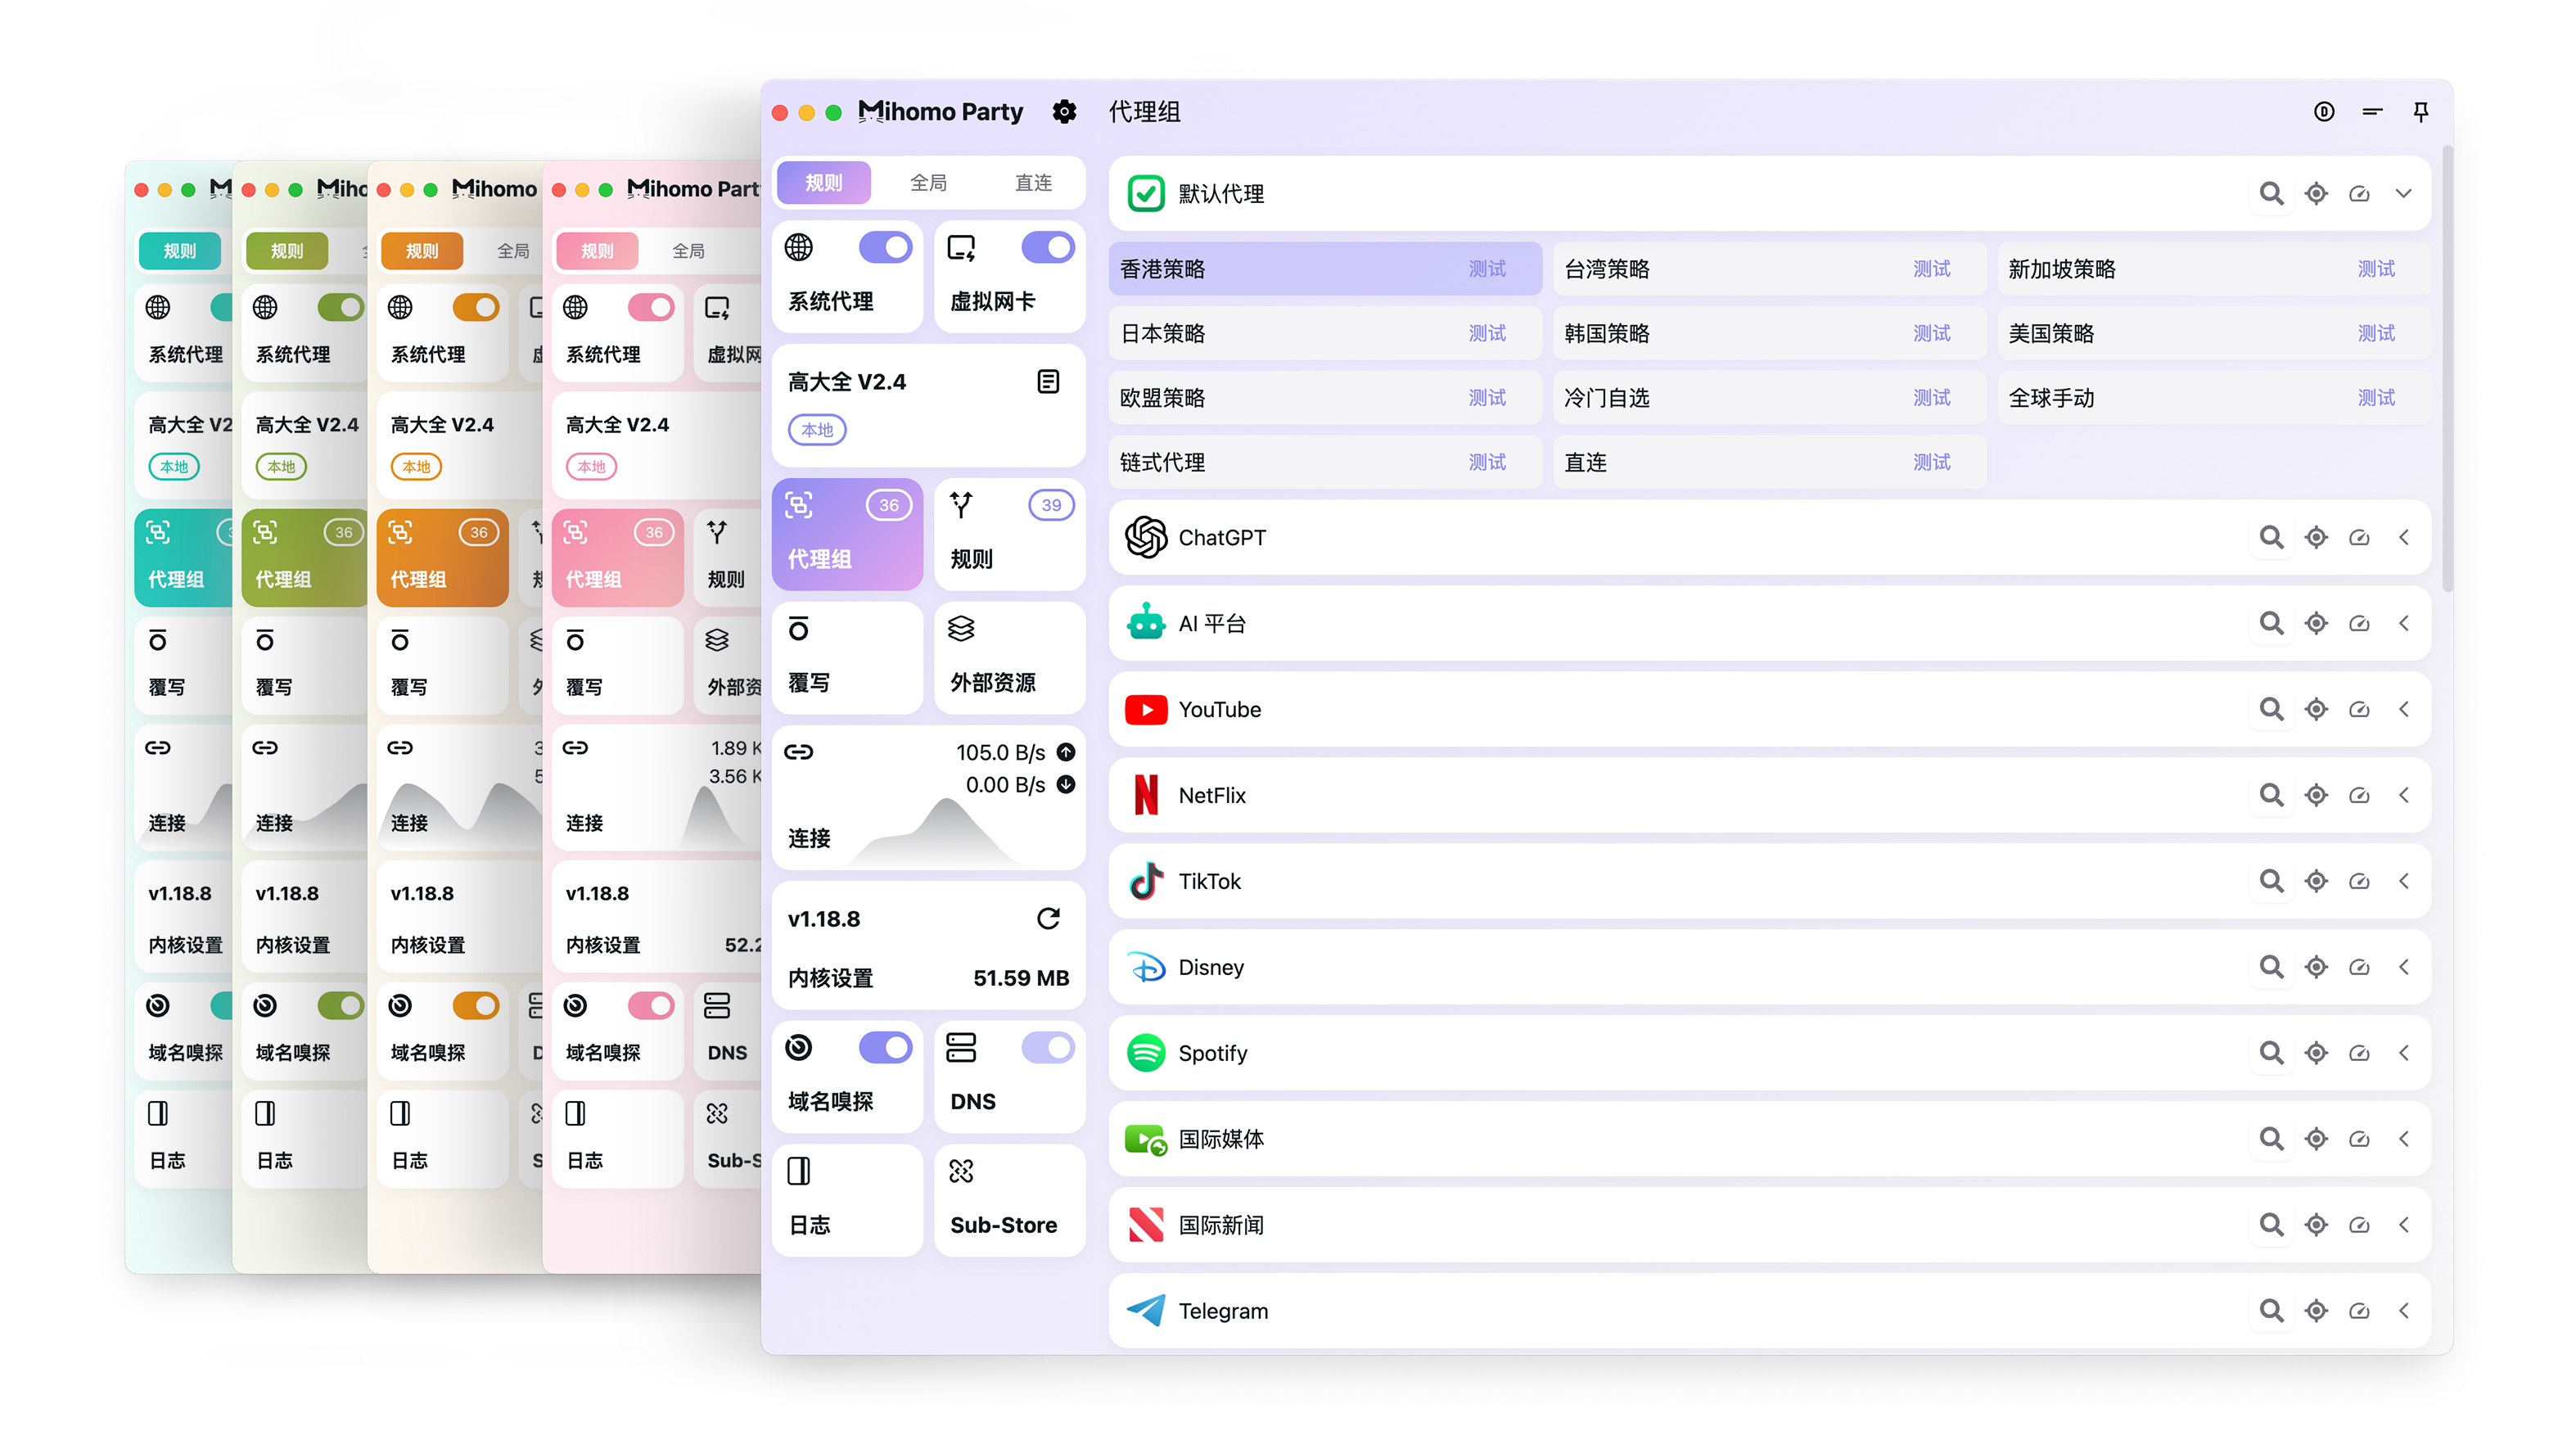 Mihomo Party
代理组
规则 全局 直连
系统代理 虚拟网卡
高大全 V2.4
本地
36 39
代理组 规则
覆写 外部资源
105.0 B/s
0.00 B/s
连接
v1.18.8
内核设置 51.59 MB
域名嗅探 DNS
日志 Sub-Store
默认代理
香港策略 测试 台湾策略 测试 新加坡策略 测试
日本策略 测试 韩国策略 测试 美国策略 测试
欧盟策略 测试 冷门自选 测试 全球手动 测试
链式代理 测试 直连 测试
ChatGPT
AI 平台
YouTube
NetFlix
TikTok
Disney
Spotify
国际媒体
国际新闻
Telegram
规则
系统代理
高大全 V2
本地
代理组
覆写
连接
v1.18.8
内核设置
域名嗅探
日志
Miho
规则
系统代理
高大全 V2.4
本地
36
代理组
覆写
连接
v1.18.8
内核设置
域名嗅探
日志
Mihomo
规则 全局
系统代理
高大全 V2.4
本地
36
代理组
覆写
连接
v1.18.8
内核设置
域名嗅探
日志
Mihomo Part
规则 全局
系统代理 虚拟网
高大全 V2.4
本地
36
代理组 规则
覆写 外部资
1.89 K
3.56 K
连接
v1.18.8
内核设置 52.2
域名嗅探 DNS
日志 Sub-S